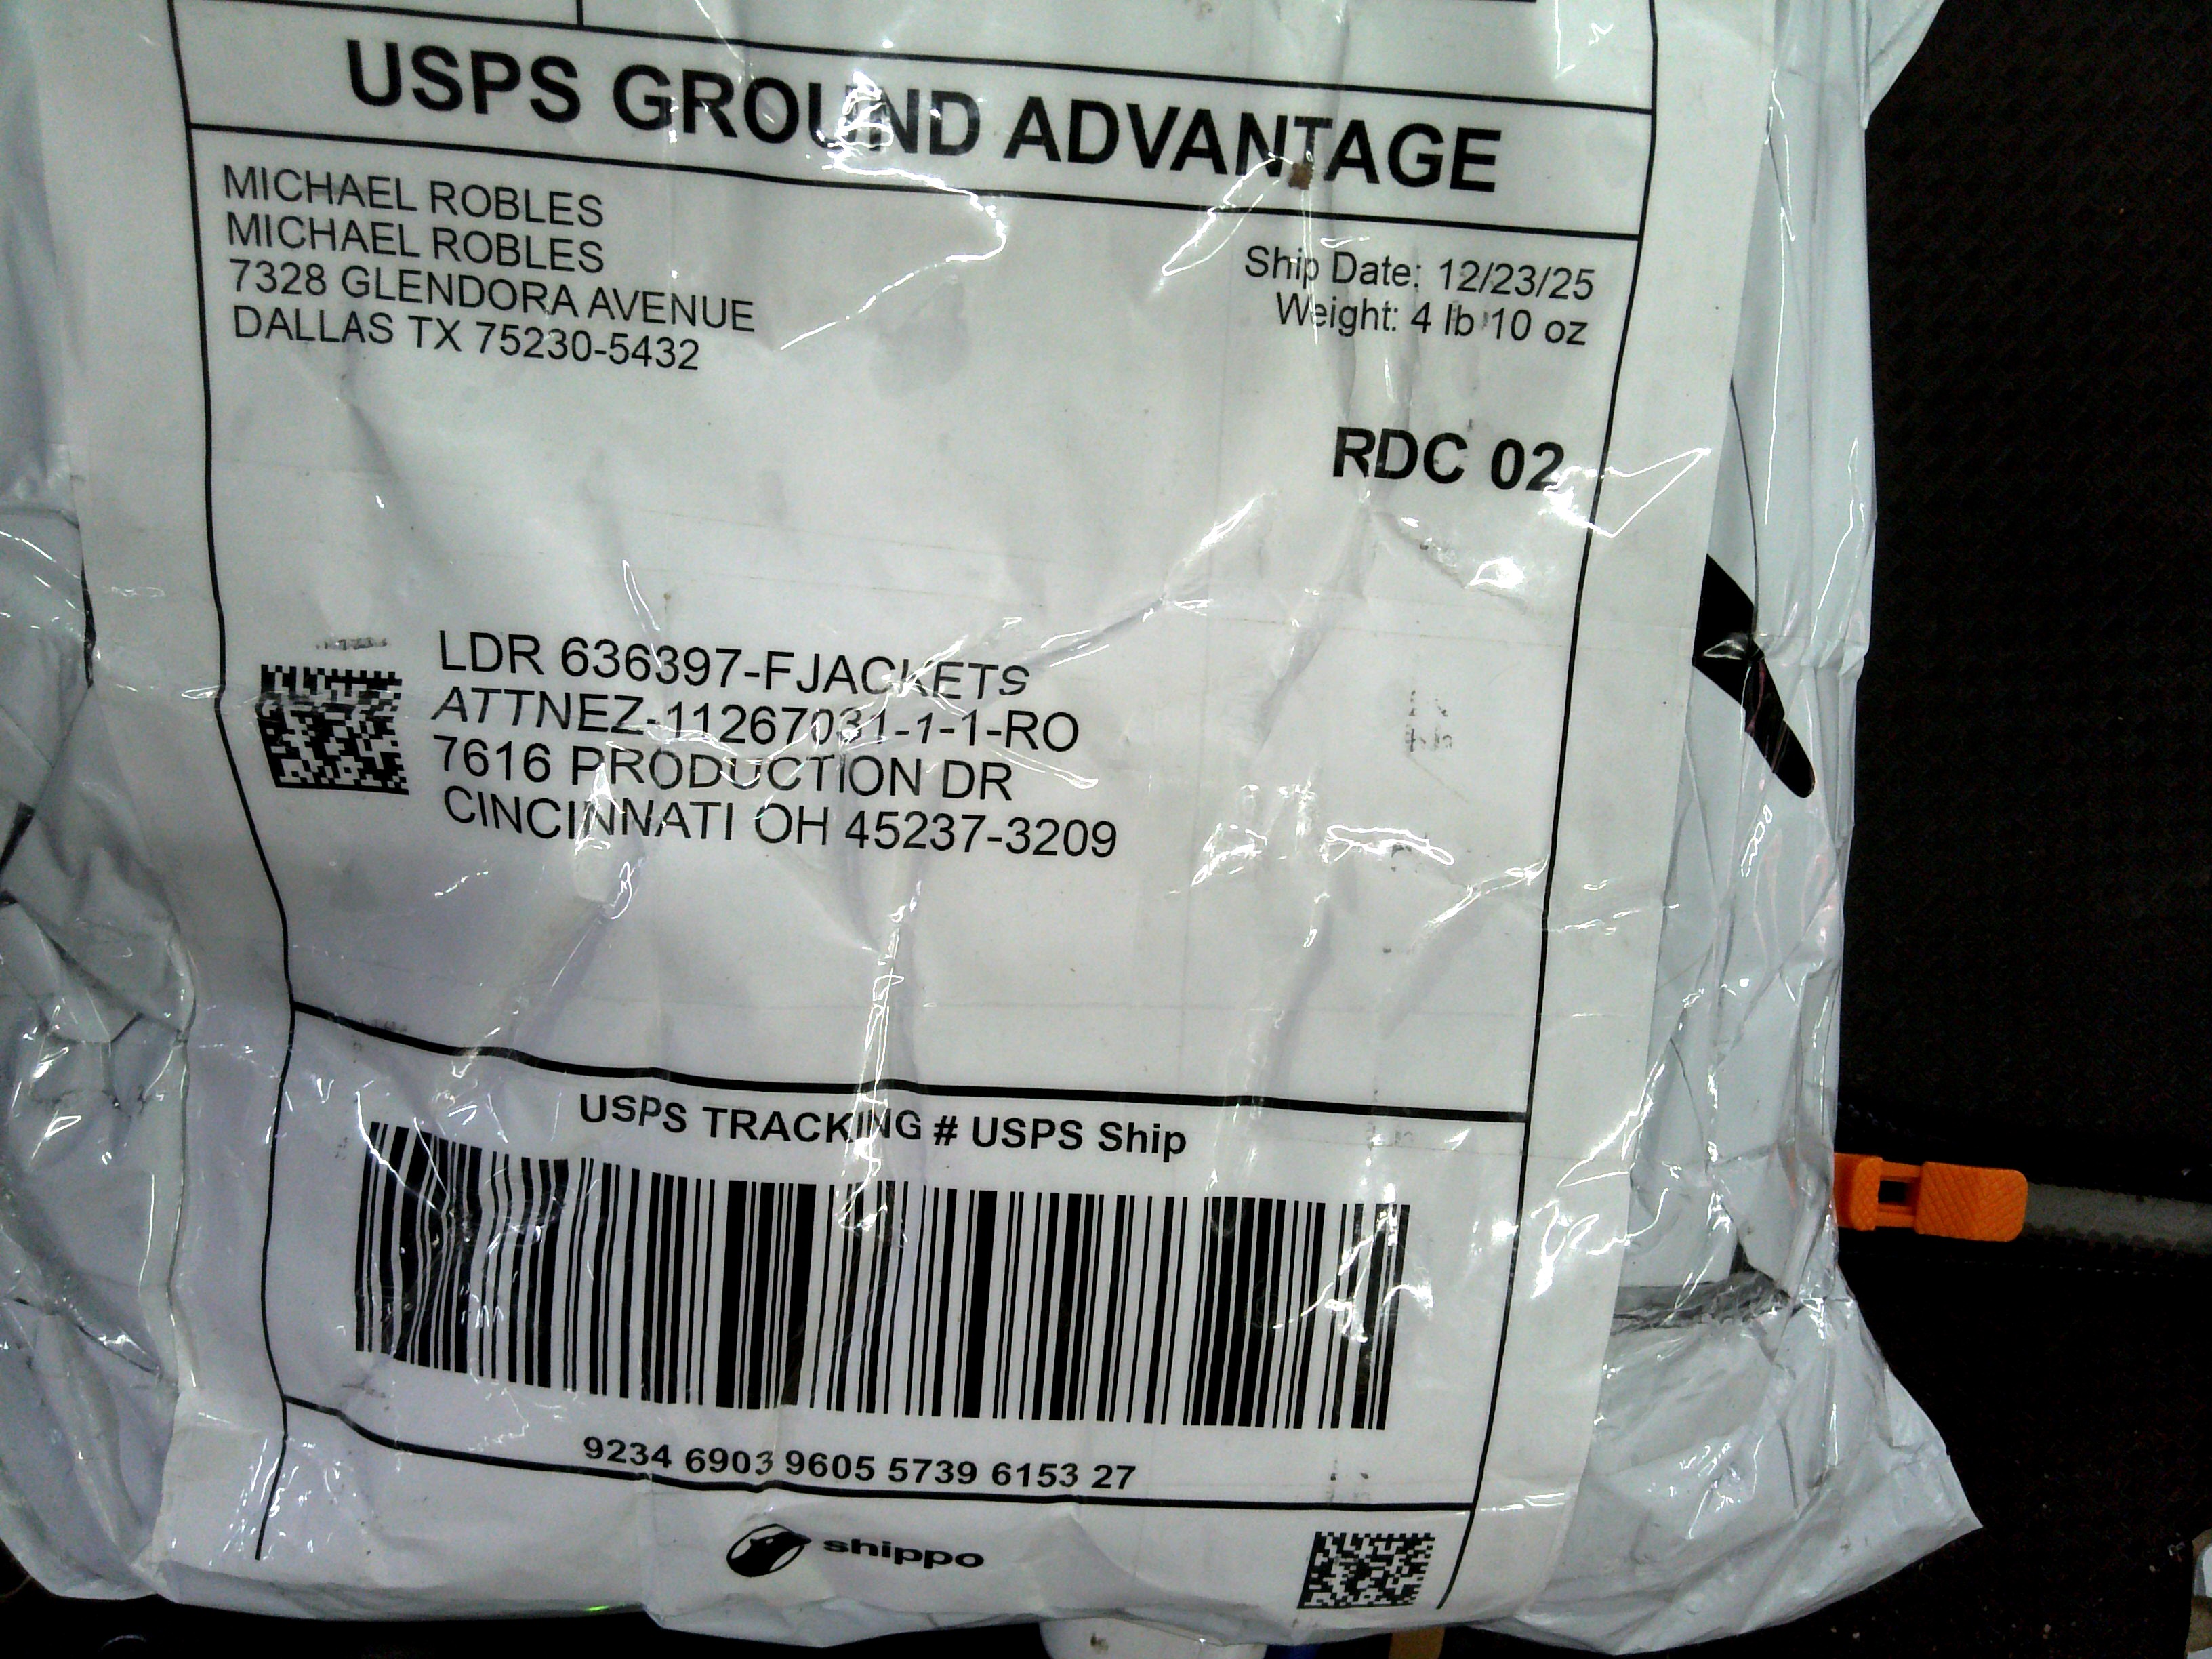 USPS GROUND ADVANTAGE
MICHAEL ROBLES
MICHAEL ROBLES
7328 GLENDORA AVENUE
DALLAS TX 75230-5432
Ship Date: 12/23/25
Weight: 4 lb 10 oz
RDC 02
LDR 636397-FJACKETS
ATTNEZ-11267031-1-1-RO
7616 PRODUCTION DR
CINCINNATI OH 45237-3209
USPS TRACKING # USPS Ship
9234 6903 9605 5739 6153 27
shippo